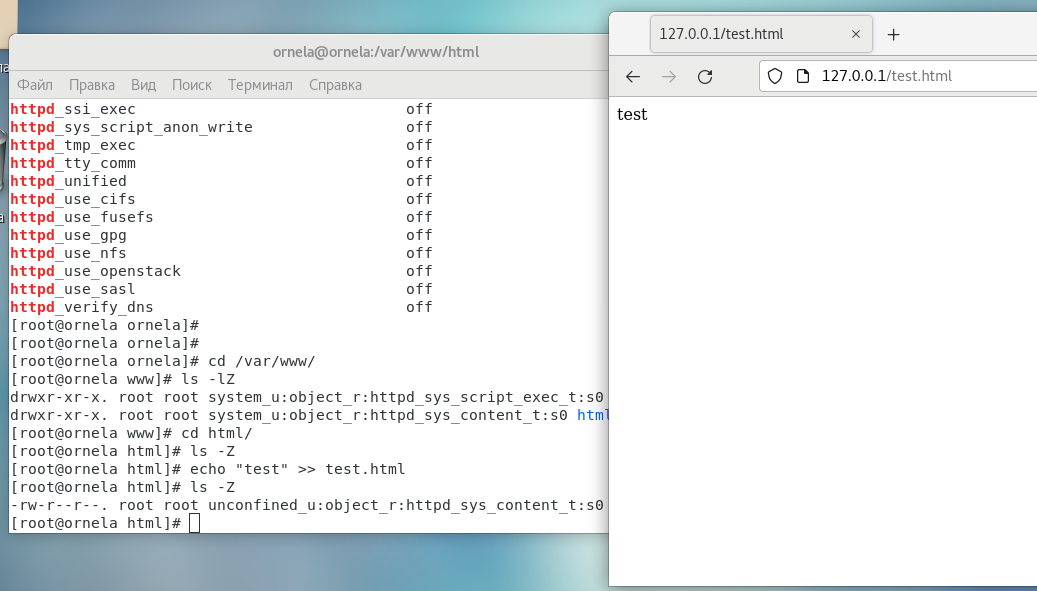 ornela@ornela:/var/www/html
Файл Правка Вид Поиск Терминал Справка
httpd_ssi_exec off
httpd_sys_script_anon_write off
httpd_tmp_exec off
httpd_tty_comm off
httpd_unified off
httpd_use_cifs off
httpd_use_fusefs off
httpd_use_gpg off
httpd_use_nfs off
httpd_use_openstack off
httpd_use_sasl off
httpd_verify_dns off
[root@ornela ornela]#
[root@ornela ornela]#
[root@ornela ornela]# cd /var/www/
[root@ornela www]# ls -lZ
drwxr-xr-x. root root system_u:object_r:httpd_sys_script_exec_t:s0
drwxr-xr-x. root root system_u:object_r:httpd_sys_content_t:s0 html
[root@ornela www]# cd html/
[root@ornela html]# ls -Z
[root@ornela html]# echo "test" >> test.html
[root@ornela html]# ls -Z
-rw-r--r--. root root unconfined_u:object_r:httpd_sys_content_t:s0
[root@ornela html]#
127.0.0.1/test.html
127.0.0.1/test.html
test